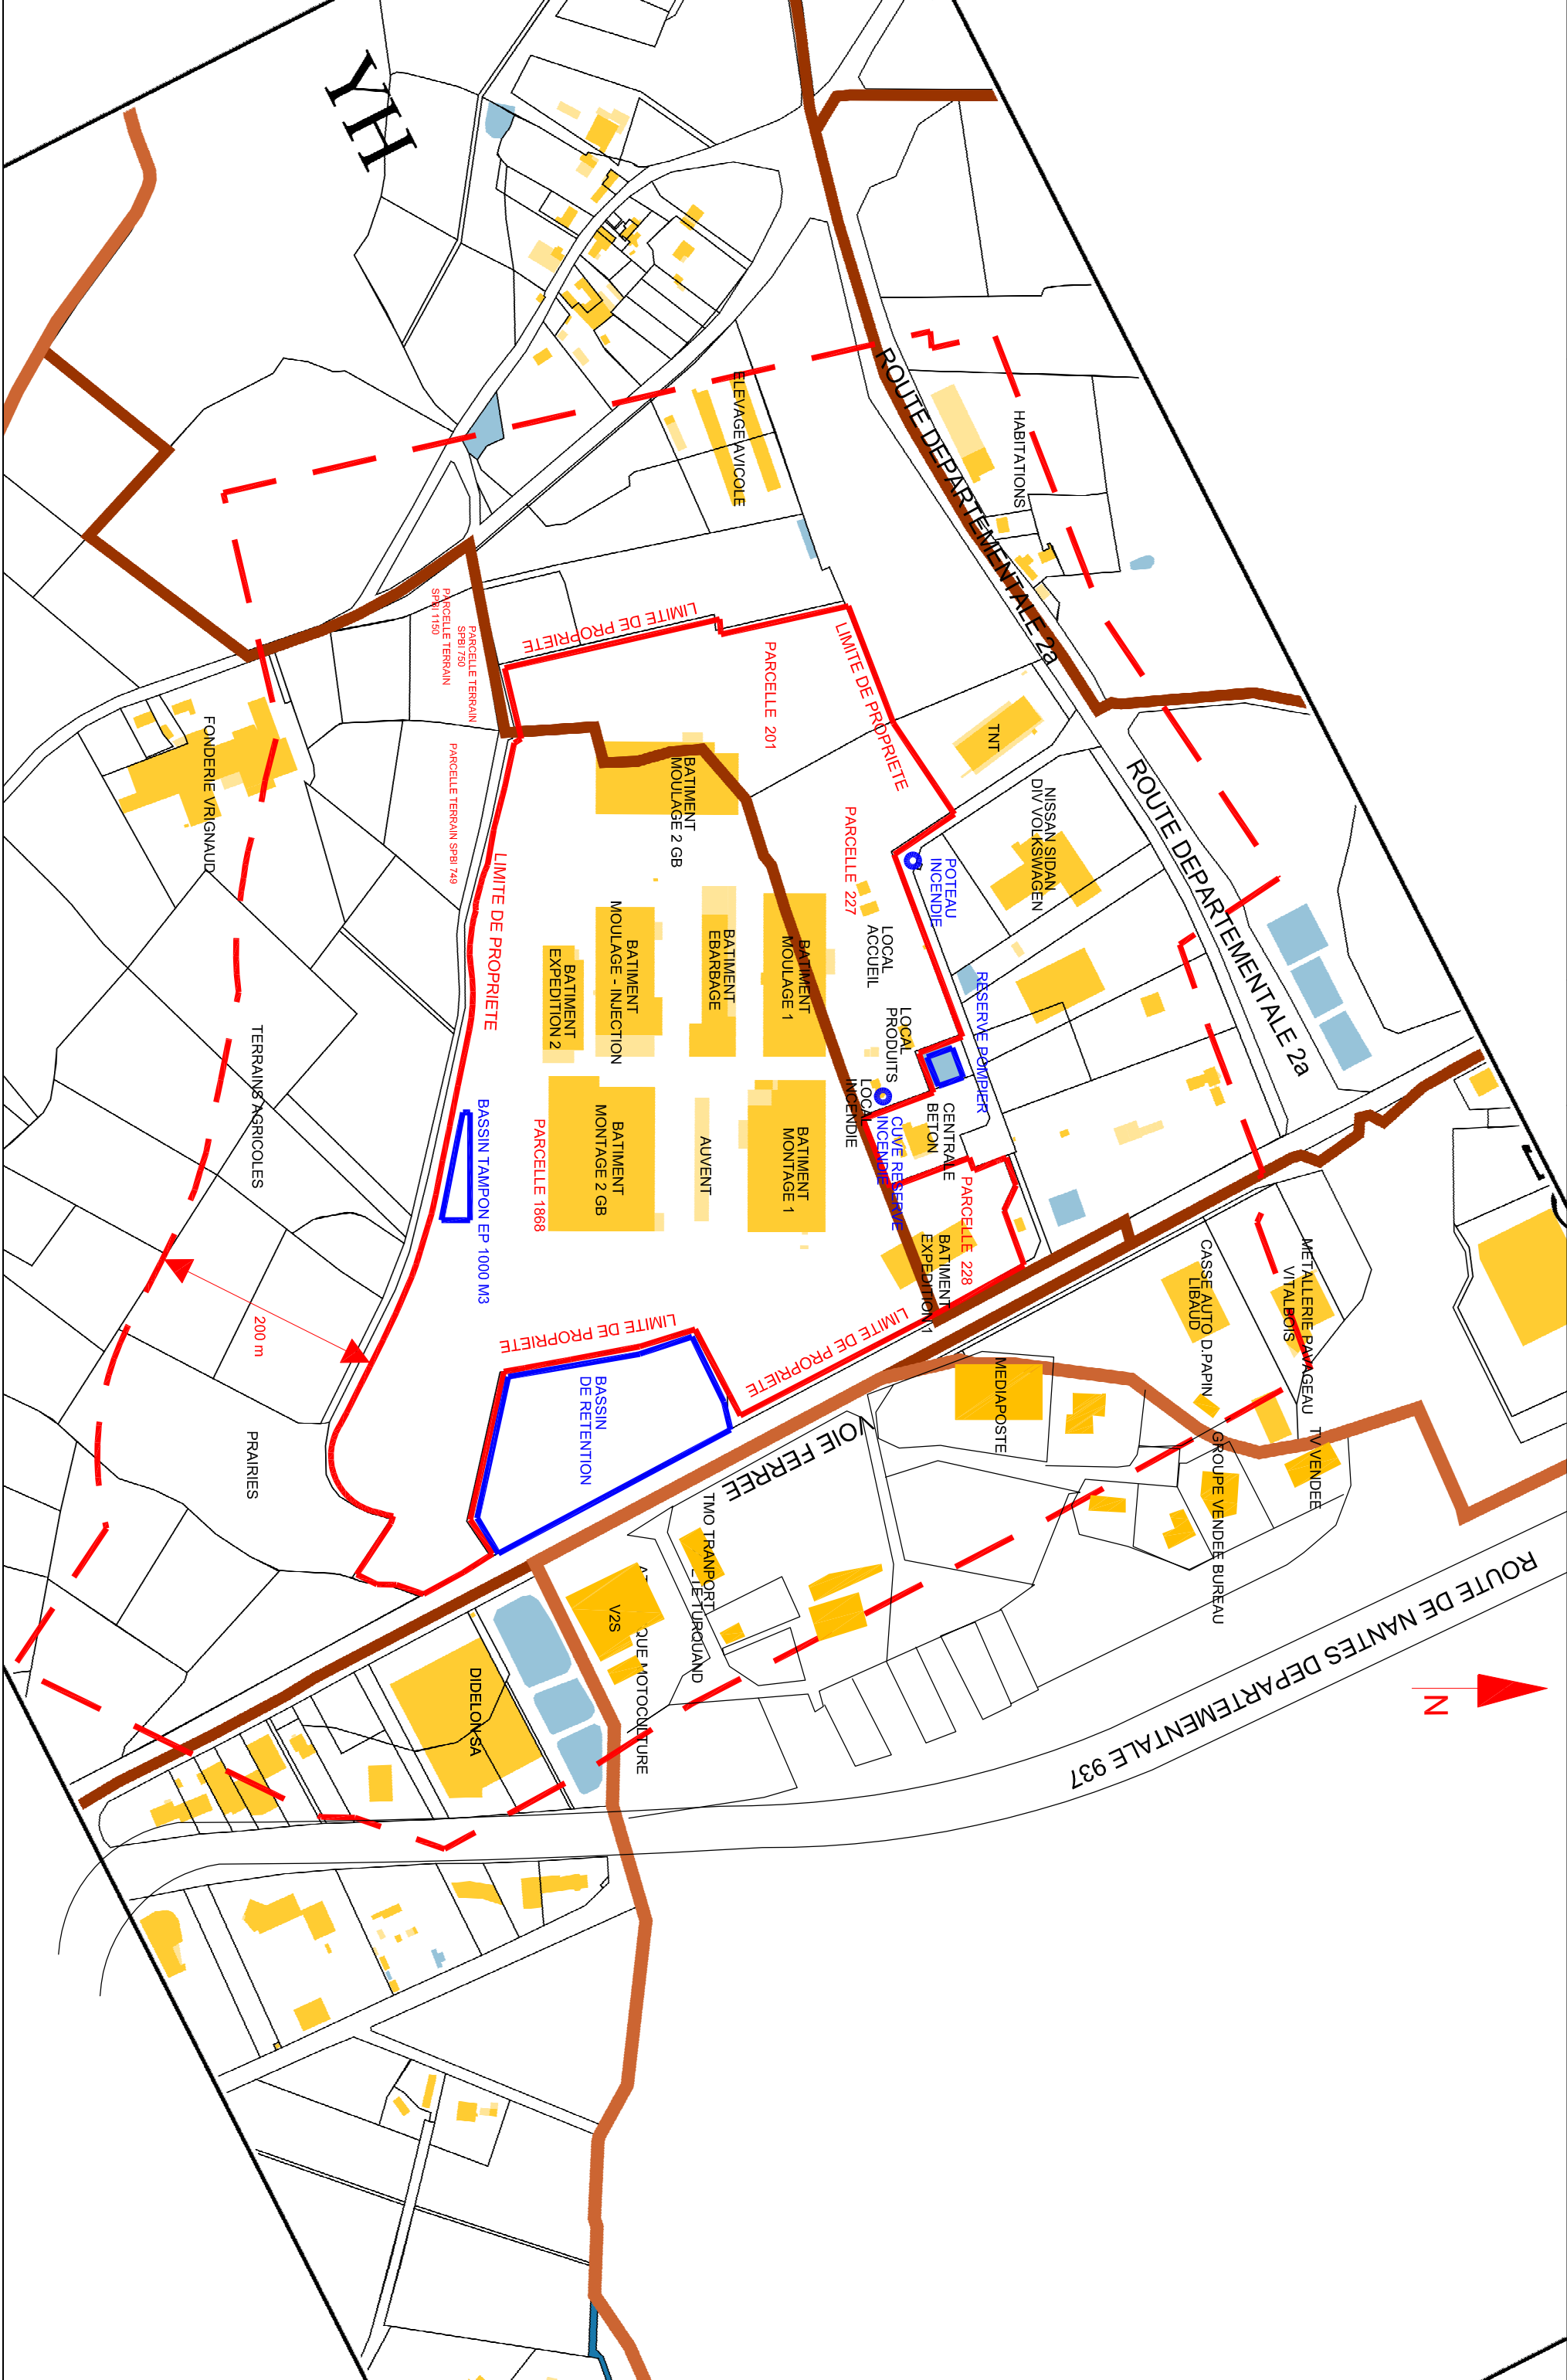 YH
ROUTE DEPARTEMENTALE 2a
HABITATIONS
ELEVAGE AVICOLE
LIMITE DE PROPRIETE
LIMITE DE PROPRIETE
PARCELLE 201
PARCELLE TERRAIN
SPBI 750
PARCELLE TERRAIN
SPBI 1150
PARCELLE TERRAIN SPBI 749
TNT
ROUTE DEPARTEMENTALE 2a
NISSAN SIDAN
DIV VOLKSWAGEN
FONDERIE VRIGNAUD
BATIMENT
MOULAGE 2 GB
PARCELLE 227
POTEAU
INCENDIE
LOCAL
ACCUEIL
LIMITE DE PROPRIETE
BATIMENT
MOULAGE 1
BATIMENT
EBARBAGE
BATIMENT
MOULAGE - INJECTION
BATIMENT
EXPEDITION 2
RESERVE POMPIER
LOCAL
PRODUITS
LOCAL
INCENDIE
CUVE RESERVE
INCENDIE
CENTRALE
BETON
TERRAINS AGRICOLES
BASSIN TAMPON EP 1000 M3
PARCELLE 1868
BATIMENT
MONTAGE 2 GB
AUVENT
BATIMENT
MONTAGE 1
PARCELLE 228
BATIMENT
EXPEDITION 1
METALLERIE PAVAGEAU
VITALBOIS
CASSE AUTO D.PAPIN
LIBAUD
200 m
LIMITE DE PROPRIETE
LIMITE DE PROPRIETE
BASSIN
DE RETENTION
PRAIRIES
MEDIAPOSTE
VOIE FERREE
TV VENDEE
GROUPE VENDEE BUREAU
TMO TRANPORT
LE TURQUAND
V2S
QUE MOTOCULTURE
DIDELON SA
ROUTE DE NANTES DEPARTEMENTALE 937
N